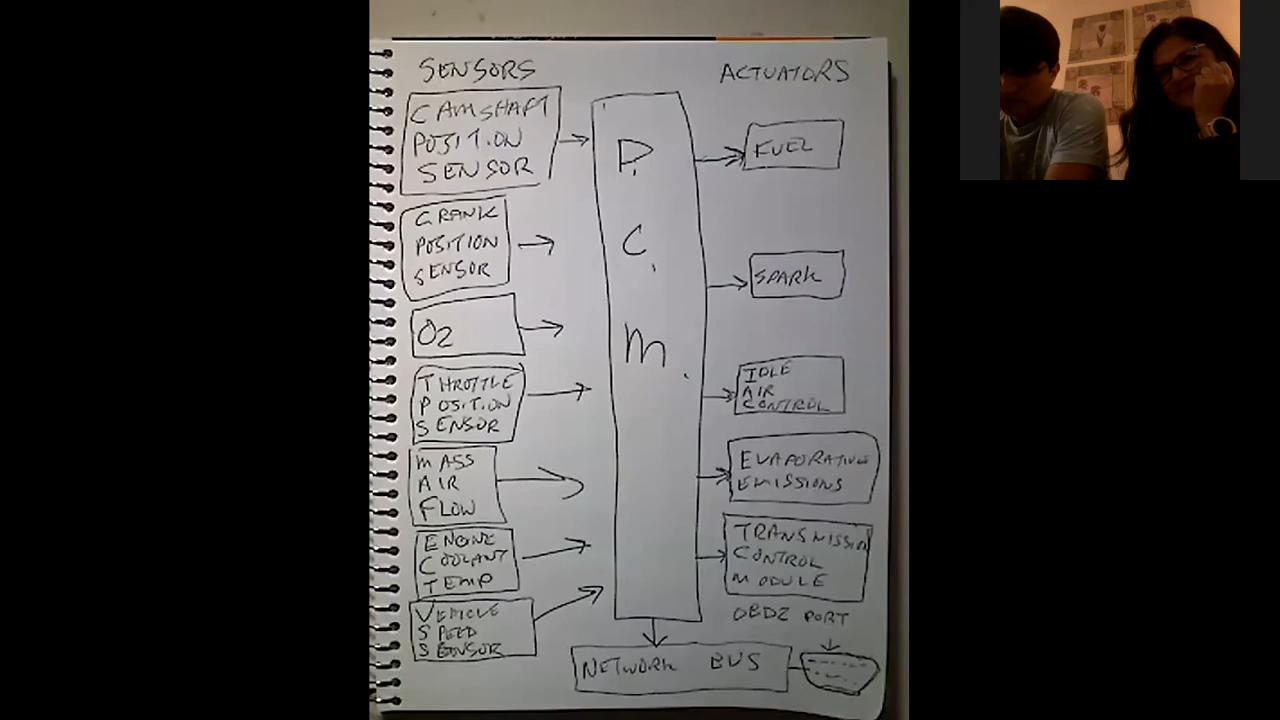 SENSORS
CAMSHAFT
POSITION
SENSOR
CRANK
POSITION
SENSOR
O2
THROTTLE
POSITION
SENSOR
MASS
AIR
FLOW
ENGINE
COOLANT
TEMP
VEHICLE
SPEED
SENSOR
P.
C.
M.
ACTUATORS
FUEL
SPARK
IDLE
AIR
CONTROL
EVAPORATIVE
EMISSIONS
TRANSMISSION
CONTROL
MODULE
OBD2 PORT
NETWORK BUS